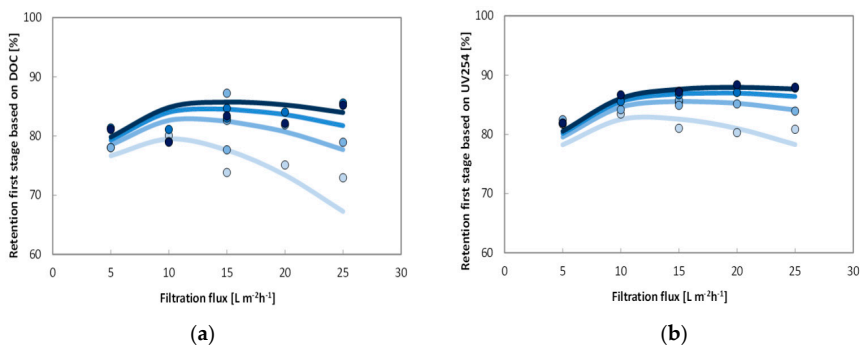 Retention first stage based on DOC [%]
100
90
80
70
60
0 5 10 15 20 25 30
Filtration flux [L m⁻²h⁻¹]
(a)
Retention first stage based on UV254 [%]
100
90
80
70
60
0 5 10 15 20 25 30
Filtration flux [L m⁻²h⁻¹]
(b)